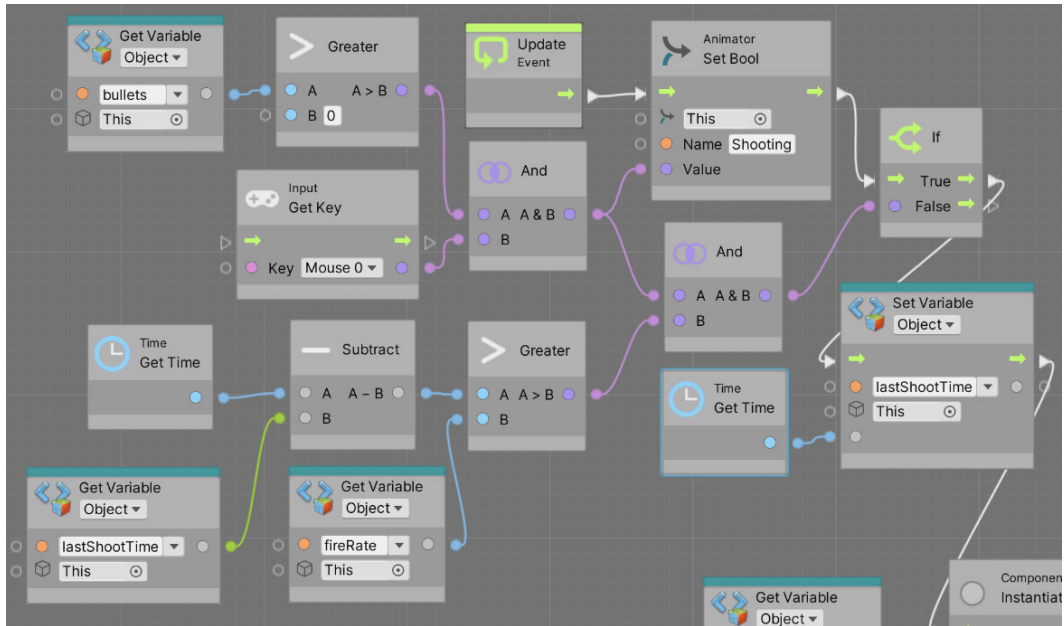 Get Variable
Object
bullets
This
Greater
A A > B
B 0
Update
Event
Animator
Set Bool
This
Name Shooting
Value
If
True
False
Input
Get Key
Key Mouse 0
And
A A & B
B
And
A A & B
B
Time
Get Time
Subtract
A A – B
B
Greater
A A > B
B
Time
Get Time
Set Variable
Object
lastShootTime
This
Get Variable
Object
lastShootTime
This
Get Variable
Object
fireRate
This
Get Variable
Object
Component
Instantiat